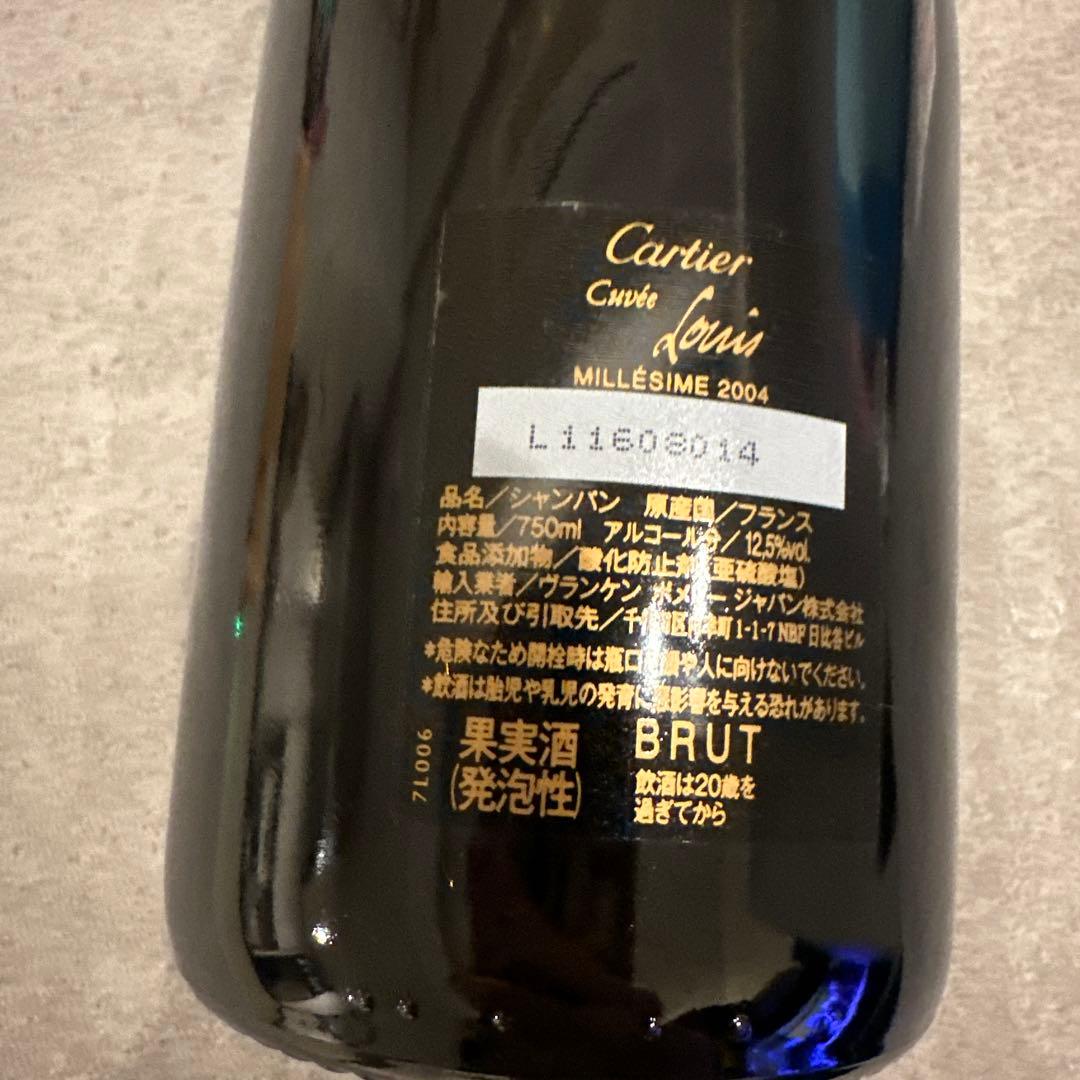 Cartier
Cuvée Louis
MILLÉSIME 2004
L11608014
品名/シャンパン 原産国/フランス
内容量/750ml アルコール分/12.5%vol.
食品添加物/酸化防止剤(亜硫酸塩)
輸入業者/ヴランケン ポメリー ジャパン株式会社
住所及び引取先/千代田区内幸町1-1-7 NBF日比谷ビル
*危険なため開栓時は瓶口を顔や人に向けないでください。
*飲酒は胎児や乳児の発育に悪影響を与える恐れがあります。
果実酒
(発泡性)
BRUT
飲酒は20歳を
過ぎてから
7L006